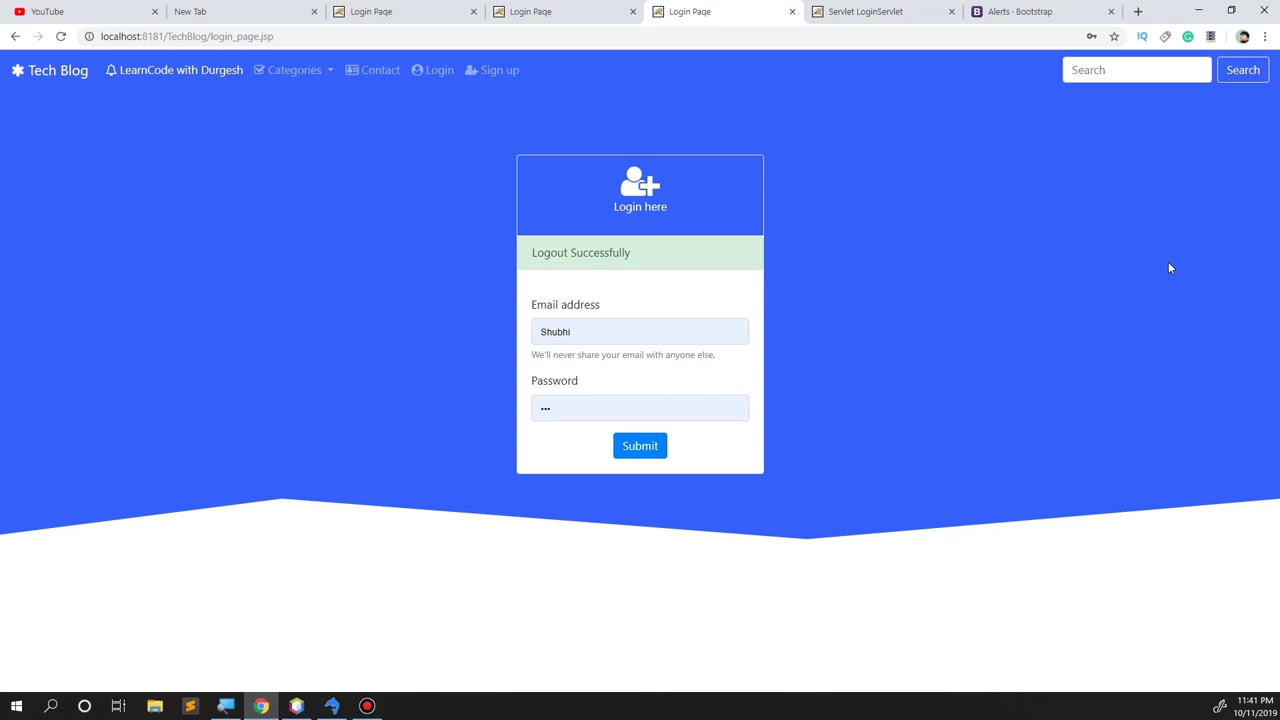 YouTube
New Tab
Login Page
Login Page
Login Page
Servlet LoginServlet
Alerts · Bootstrap
localhost:8181/TechBlog/login_page.jsp
Tech Blog
LearnCode with Durgesh
Categories
Contact
Login
Sign up
Search
Search
Login here
Logout Successfully
Email address
Shubhi
We'll never share your email with anyone else.
Password
•••
Submit
11:41 PM
10/11/2019